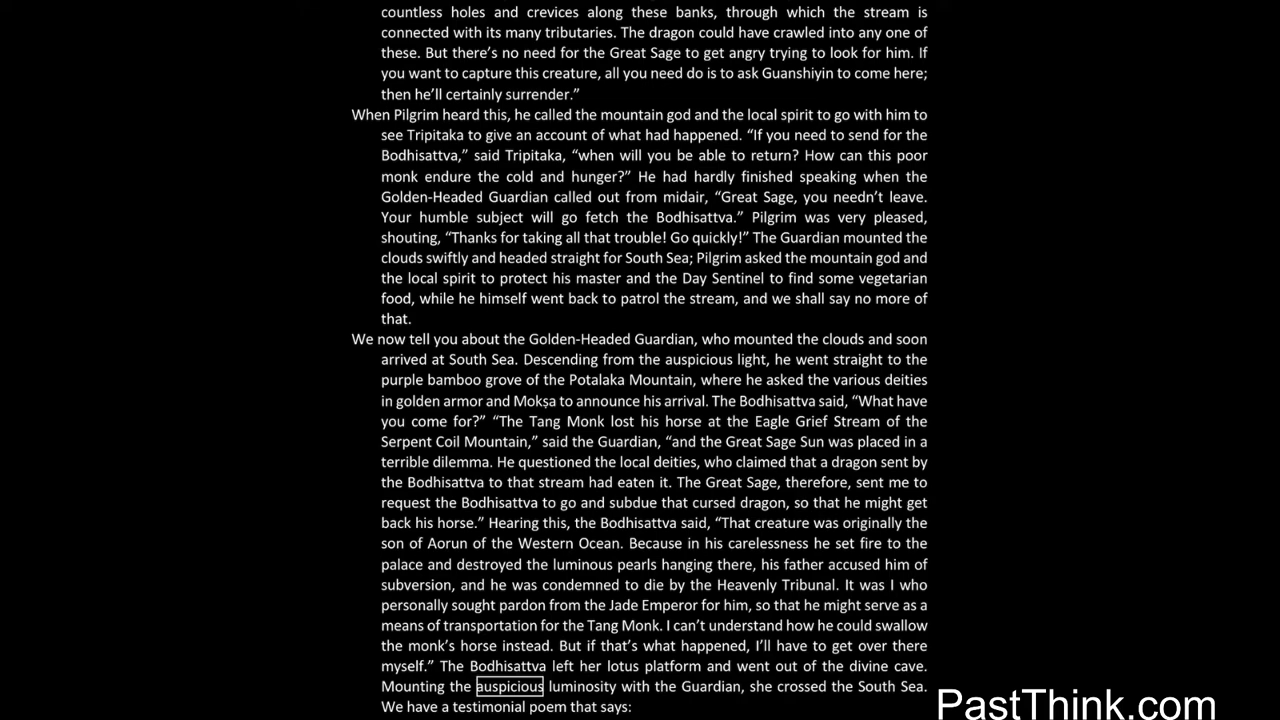 countless holes and crevices along these banks, through which the stream is
connected with its many tributaries. The dragon could have crawled into any one of
these. But there’s no need for the Great Sage to get angry trying to look for him. If
you want to capture this creature, all you need do is to ask Guanshiyin to come here;
then he’ll certainly surrender.”
When Pilgrim heard this, he called the mountain god and the local spirit to go with him to
see Tripitaka to give an account of what had happened. “If you need to send for the
Bodhisattva,” said Tripitaka, “when will you be able to return? How can this poor
monk endure the cold and hunger?” He had hardly finished speaking when the
Golden-Headed Guardian called out from midair, “Great Sage, you needn’t leave.
Your humble subject will go fetch the Bodhisattva.” Pilgrim was very pleased,
shouting, “Thanks for taking all that trouble! Go quickly!” The Guardian mounted the
clouds swiftly and headed straight for South Sea; Pilgrim asked the mountain god and
the local spirit to protect his master and the Day Sentinel to find some vegetarian
food, while he himself went back to patrol the stream, and we shall say no more of
that.
We now tell you about the Golden-Headed Guardian, who mounted the clouds and soon
arrived at South Sea. Descending from the auspicious light, he went straight to the
purple bamboo grove of the Potalaka Mountain, where he asked the various deities
in golden armor and Mokṣa to announce his arrival. The Bodhisattva said, “What have
you come for?” “The Tang Monk lost his horse at the Eagle Grief Stream of the
Serpent Coil Mountain,” said the Guardian, “and the Great Sage Sun was placed in a
terrible dilemma. He questioned the local deities, who claimed that a dragon sent by
the Bodhisattva to that stream had eaten it. The Great Sage, therefore, sent me to
request the Bodhisattva to go and subdue that cursed dragon, so that he might get
back his horse.” Hearing this, the Bodhisattva said, “That creature was originally the
son of Aorun of the Western Ocean. Because in his carelessness he set fire to the
palace and destroyed the luminous pearls hanging there, his father accused him of
subversion, and he was condemned to die by the Heavenly Tribunal. It was I who
personally sought pardon from the Jade Emperor for him, so that he might serve as a
means of transportation for the Tang Monk. I can’t understand how he could swallow
the monk’s horse instead. But if that’s what happened, I’ll have to get over there
myself.” The Bodhisattva left her lotus platform and went out of the divine cave.
Mounting the auspicious luminosity with the Guardian, she crossed the South Sea.
We have a testimonial poem that says:
PastThink.com